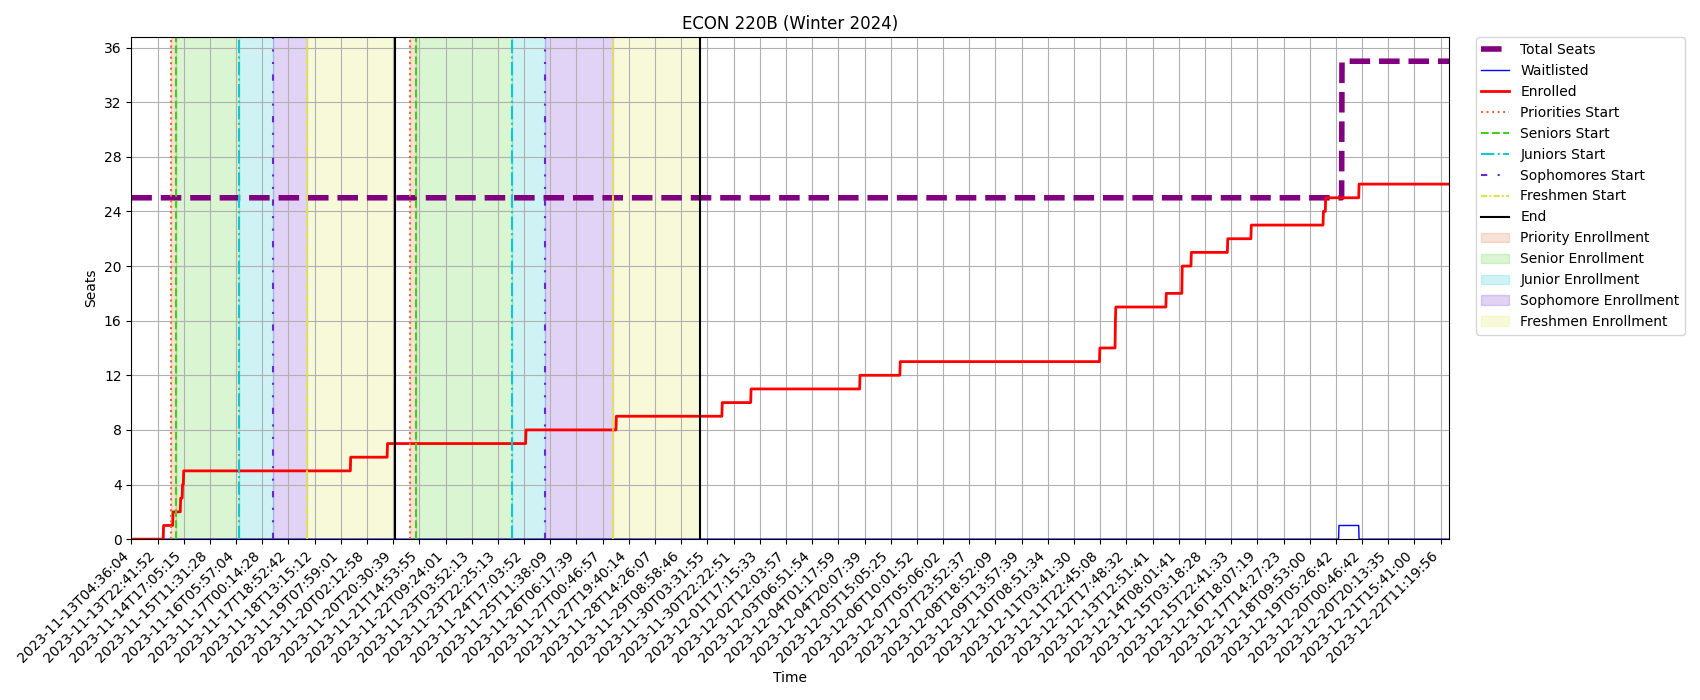 ECON 220B (Winter 2024)
36
32
28
24
20
16
12
8
4
0
Seats
2023-11-13T04:36:04
2023-11-13T22:41:52
2023-11-14T17:05:15
2023-11-15T11:31:28
2023-11-16T05:57:04
2023-11-17T00:14:28
2023-11-17T18:52:42
2023-11-18T13:15:12
2023-11-19T07:59:01
2023-11-20T02:12:58
2023-11-20T20:30:39
2023-11-21T14:53:55
2023-11-22T09:24:01
2023-11-23T03:52:13
2023-11-23T22:25:13
2023-11-24T17:03:52
2023-11-25T11:38:09
2023-11-26T06:17:39
2023-11-27T00:46:57
2023-11-27T19:40:14
2023-11-28T14:26:07
2023-11-29T08:58:46
2023-11-30T03:31:55
2023-11-30T22:22:51
2023-12-01T17:15:33
2023-12-02T12:03:57
2023-12-03T06:51:54
2023-12-04T01:17:59
2023-12-04T20:07:39
2023-12-05T15:05:23
2023-12-06T10:01:52
2023-12-07T05:06:02
2023-12-07T23:52:37
2023-12-08T18:52:09
2023-12-09T13:57:39
2023-12-10T08:51:34
2023-12-11T03:41:30
2023-12-11T22:45:08
2023-12-12T17:48:32
2023-12-13T12:51:41
2023-12-14T08:01:41
2023-12-15T03:18:28
2023-12-15T22:41:33
2023-12-16T18:07:19
2023-12-17T14:27:23
2023-12-18T09:53:00
2023-12-19T05:26:42
2023-12-20T00:46:42
2023-12-20T20:13:35
2023-12-21T15:41:00
2023-12-22T11:19:56
Time
Total Seats
Waitlisted
Enrolled
Priorities Start
Seniors Start
Juniors Start
Sophomores Start
Freshmen Start
End
Priority Enrollment
Senior Enrollment
Junior Enrollment
Sophomore Enrollment
Freshmen Enrollment